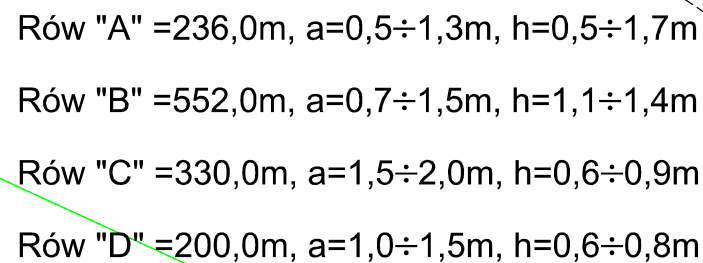 Rów "A" =236,0m, a=0,5÷1,3m, h=0,5÷1,7m
Rów "B" =552,0m, a=0,7÷1,5m, h=1,1÷1,4m
Rów "C" =330,0m, a=1,5÷2,0m, h=0,6÷0,9m
Rów "D" =200,0m, a=1,0÷1,5m, h=0,6÷0,8m